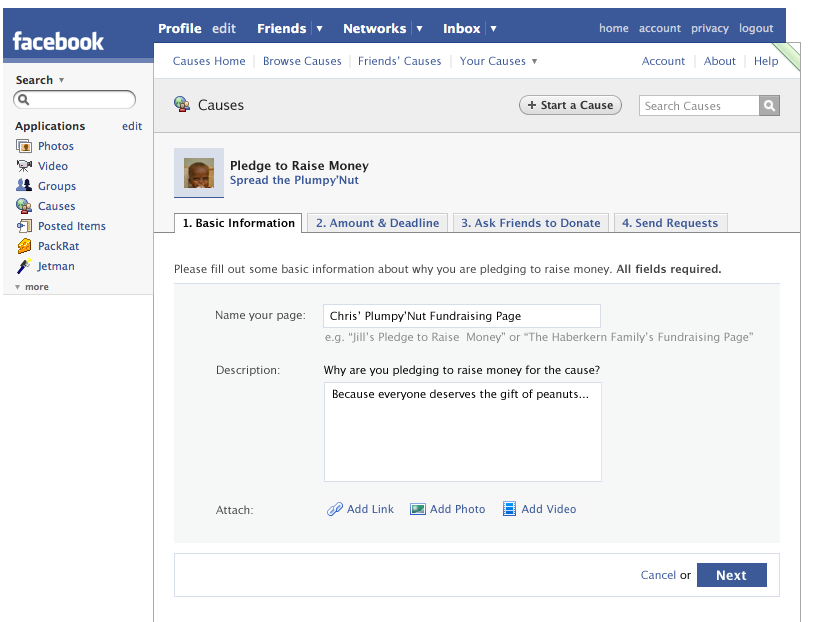 facebook
Profile edit Friends Networks Inbox home account privacy logout
Search
Applications edit
Photos
Video
Groups
Causes
Posted Items
PackRat
Jetman
more
Causes Home Browse Causes Friends' Causes Your Causes Account About Help
Causes + Start a Cause Search Causes
Pledge to Raise Money
Spread the Plumpy'Nut
1. Basic Information 2. Amount & Deadline 3. Ask Friends to Donate 4. Send Requests
Please fill out some basic information about why you are pledging to raise money. All fields required.
Name your page: Chris' Plumpy'Nut Fundraising Page
e.g. "Jill's Pledge to Raise Money" or "The Haberkern Family's Fundraising Page"
Description: Why are you pledging to raise money for the cause?
Because everyone deserves the gift of peanuts...
Attach: Add Link Add Photo Add Video
Cancel or Next